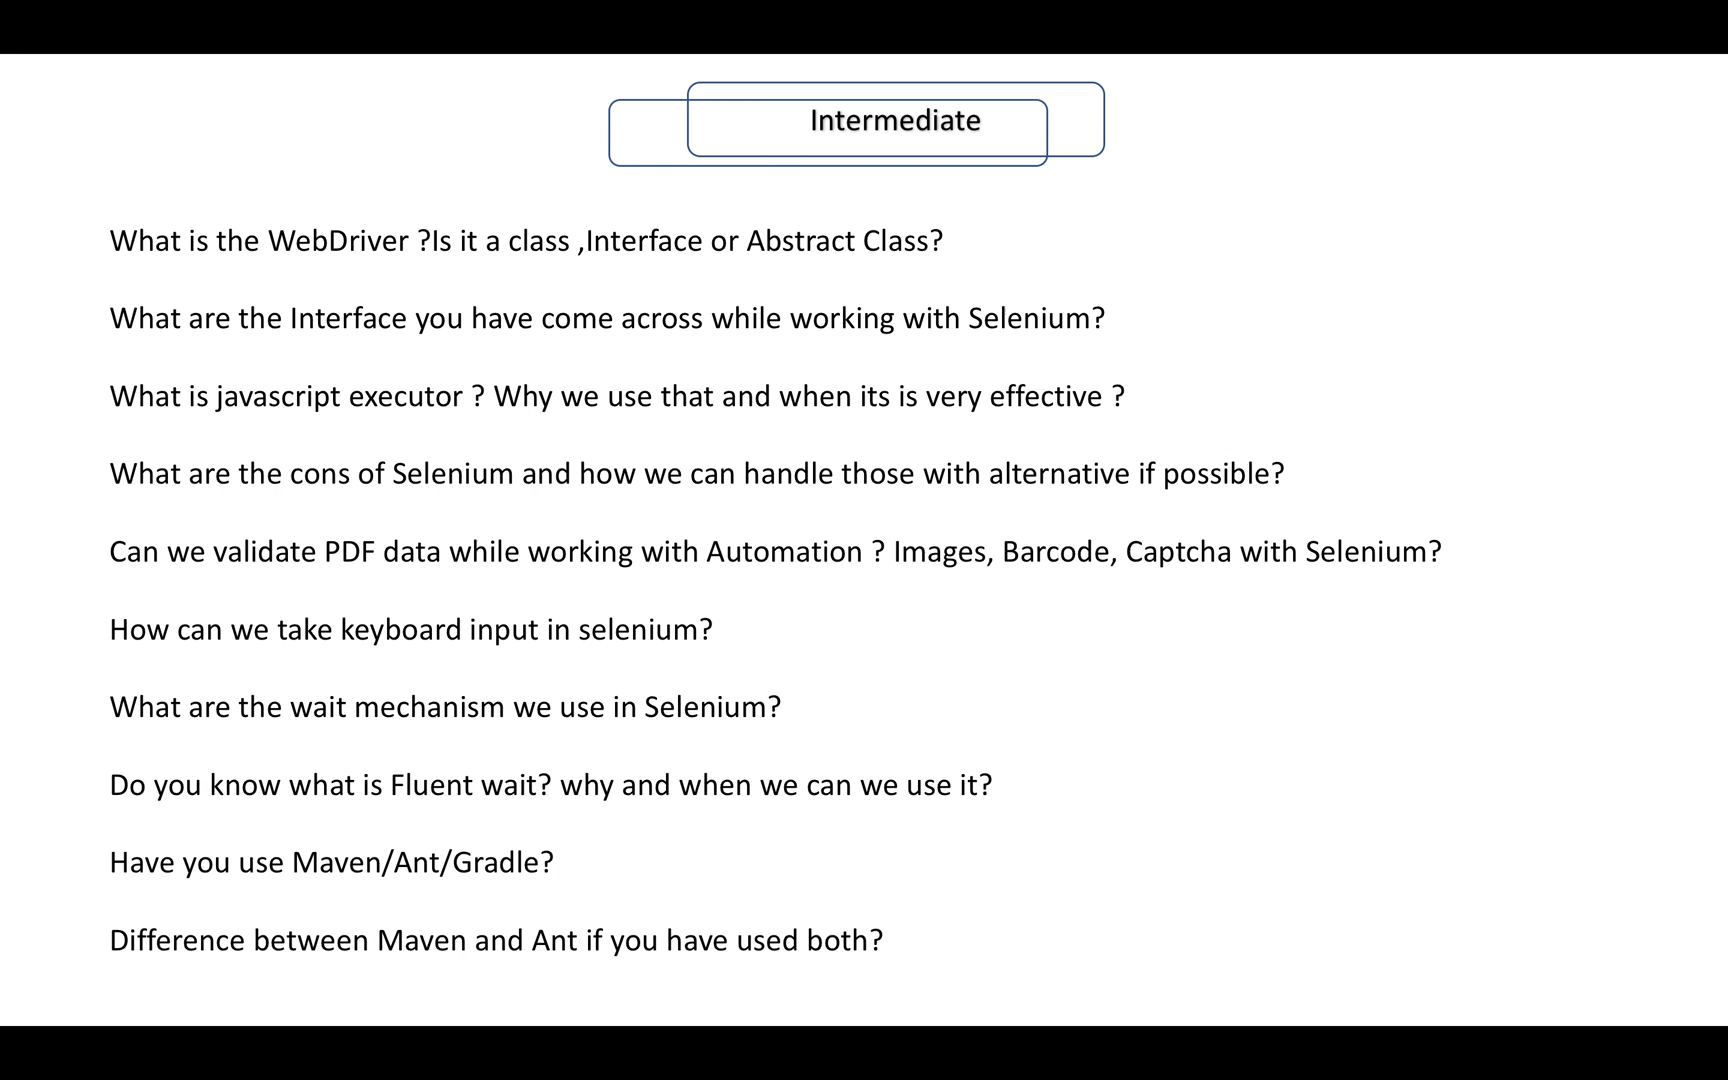 Intermediate
What is the WebDriver ?Is it a class ,Interface or Abstract Class?
What are the Interface you have come across while working with Selenium?
What is javascript executor ? Why we use that and when its is very effective ?
What are the cons of Selenium and how we can handle those with alternative if possible?
Can we validate PDF data while working with Automation ? Images, Barcode, Captcha with Selenium?
How can we take keyboard input in selenium?
What are the wait mechanism we use in Selenium?
Do you know what is Fluent wait? why and when we can we use it?
Have you use Maven/Ant/Gradle?
Difference between Maven and Ant if you have used both?